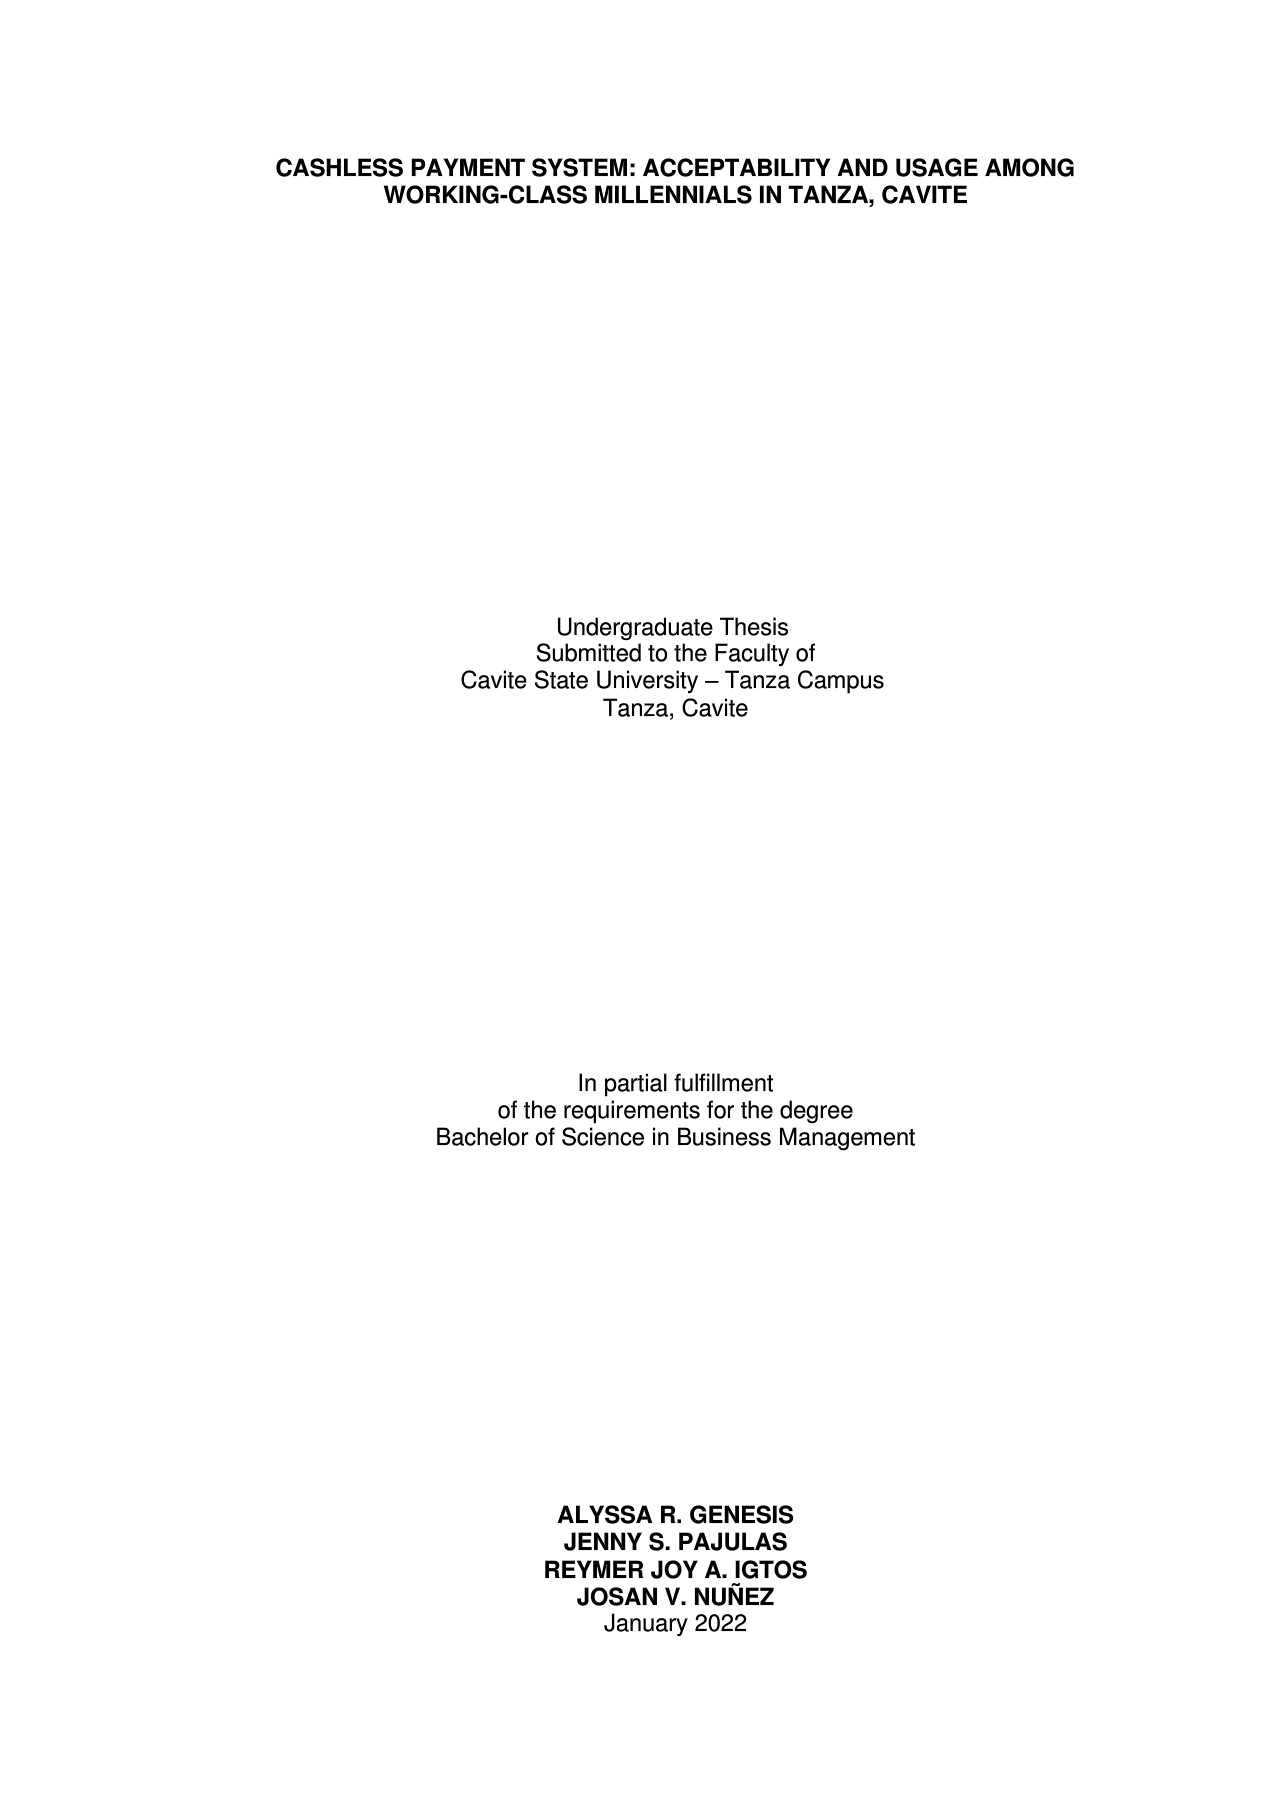 CASHLESS PAYMENT SYSTEM: ACCEPTABILITY AND USAGE AMONG
WORKING-CLASS MILLENNIALS IN TANZA, CAVITE
Undergraduate Thesis
Submitted to the Faculty of
Cavite State University – Tanza Campus
Tanza, Cavite
In partial fulfillment
of the requirements for the degree
Bachelor of Science in Business Management
ALYSSA R. GENESIS
JENNY S. PAJULAS
REYMER JOY A. IGTOS
JOSAN V. NUÑEZ
January 2022